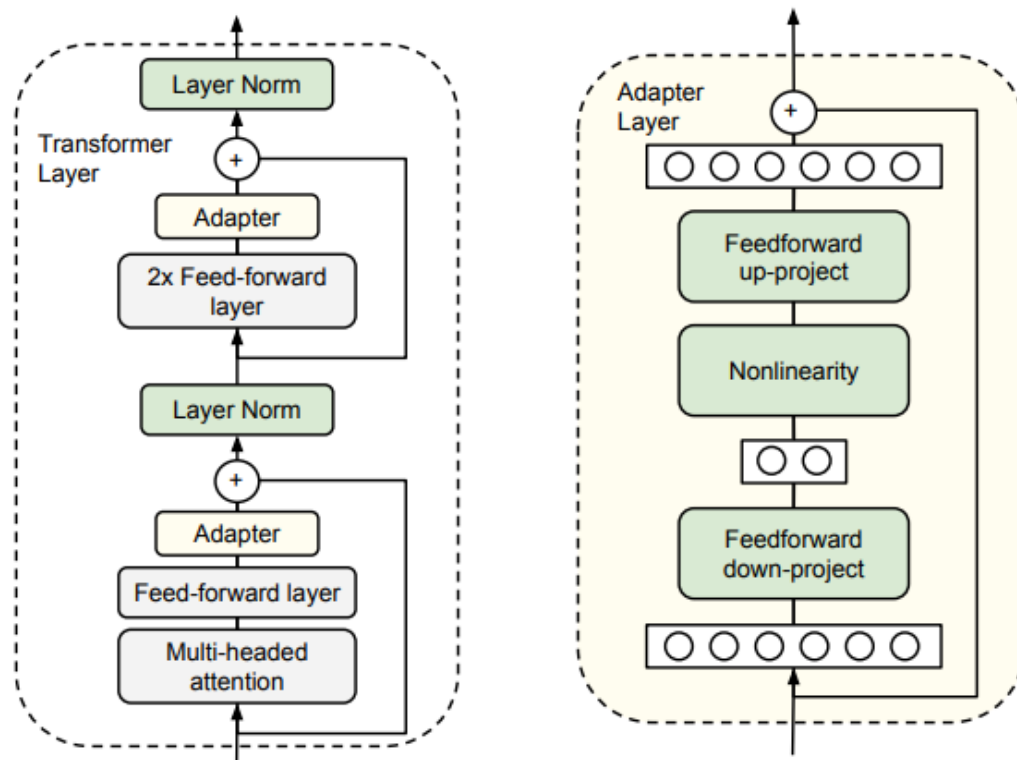 Layer Norm
Transformer
Layer
+
Adapter
2x Feed-forward
layer
Layer Norm
+
Adapter
Feed-forward layer
Multi-headed
attention
Adapter
Layer
+
Feedforward
up-project
Nonlinearity
Feedforward
down-project